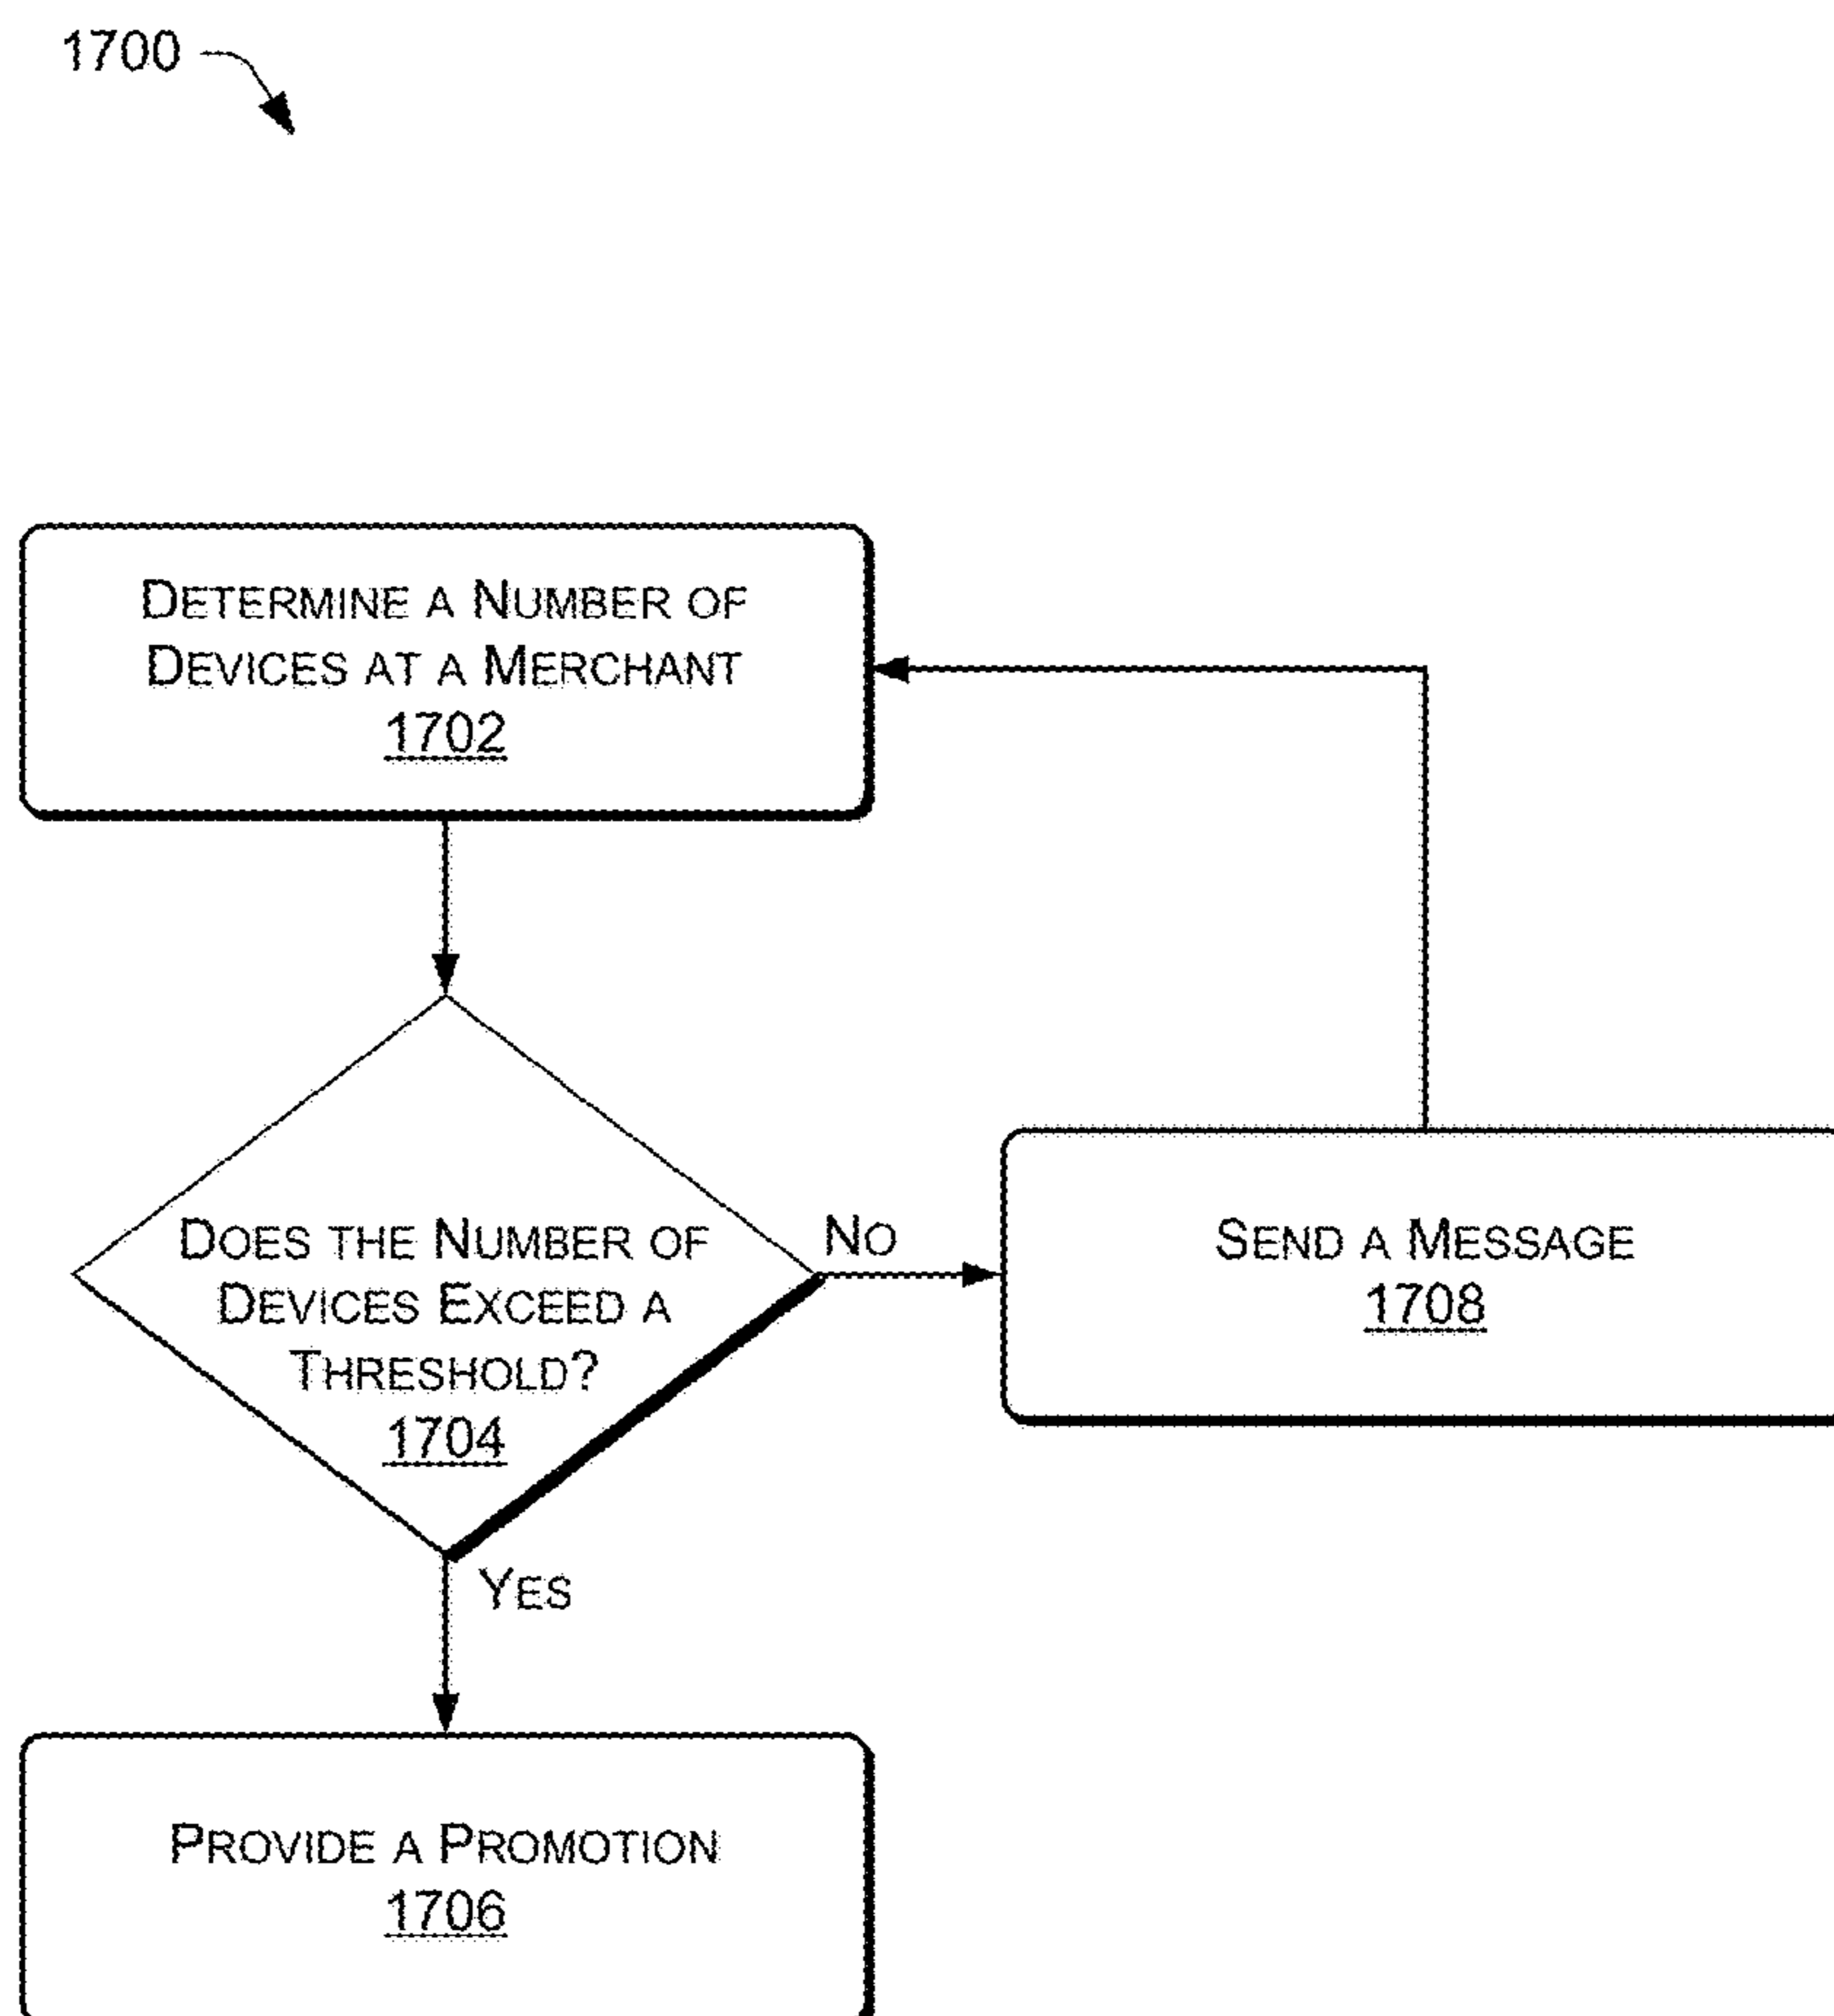 1700
DETERMINE A NUMBER OF
DEVICES AT A MERCHANT
1702
DOES THE NUMBER OF
DEVICES EXCEED A
THRESHOLD?
1704
NO
SEND A MESSAGE
1708
YES
PROVIDE A PROMOTION
1706